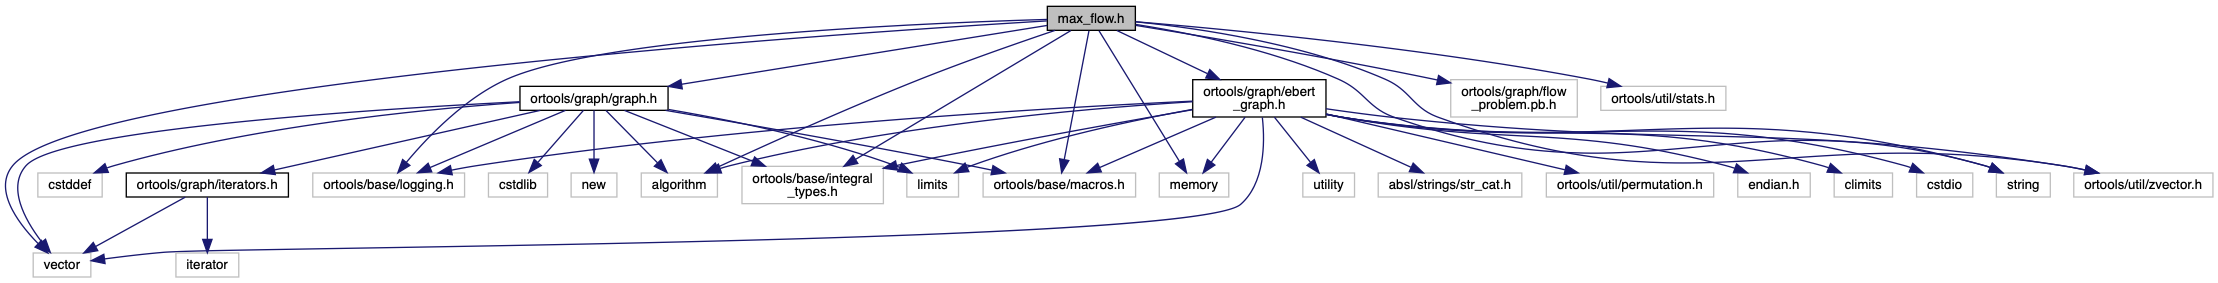 max_flow.h
ortools/graph/graph.h
ortools/graph/ebert
_graph.h
ortools/graph/flow
_problem.pb.h
ortools/util/stats.h
cstddef
ortools/graph/iterators.h
ortools/base/logging.h
cstdlib
new
algorithm
ortools/base/integral
_types.h
limits
ortools/base/macros.h
memory
utility
absl/strings/str_cat.h
ortools/util/permutation.h
endian.h
climits
cstdio
string
ortools/util/zvector.h
vector
iterator